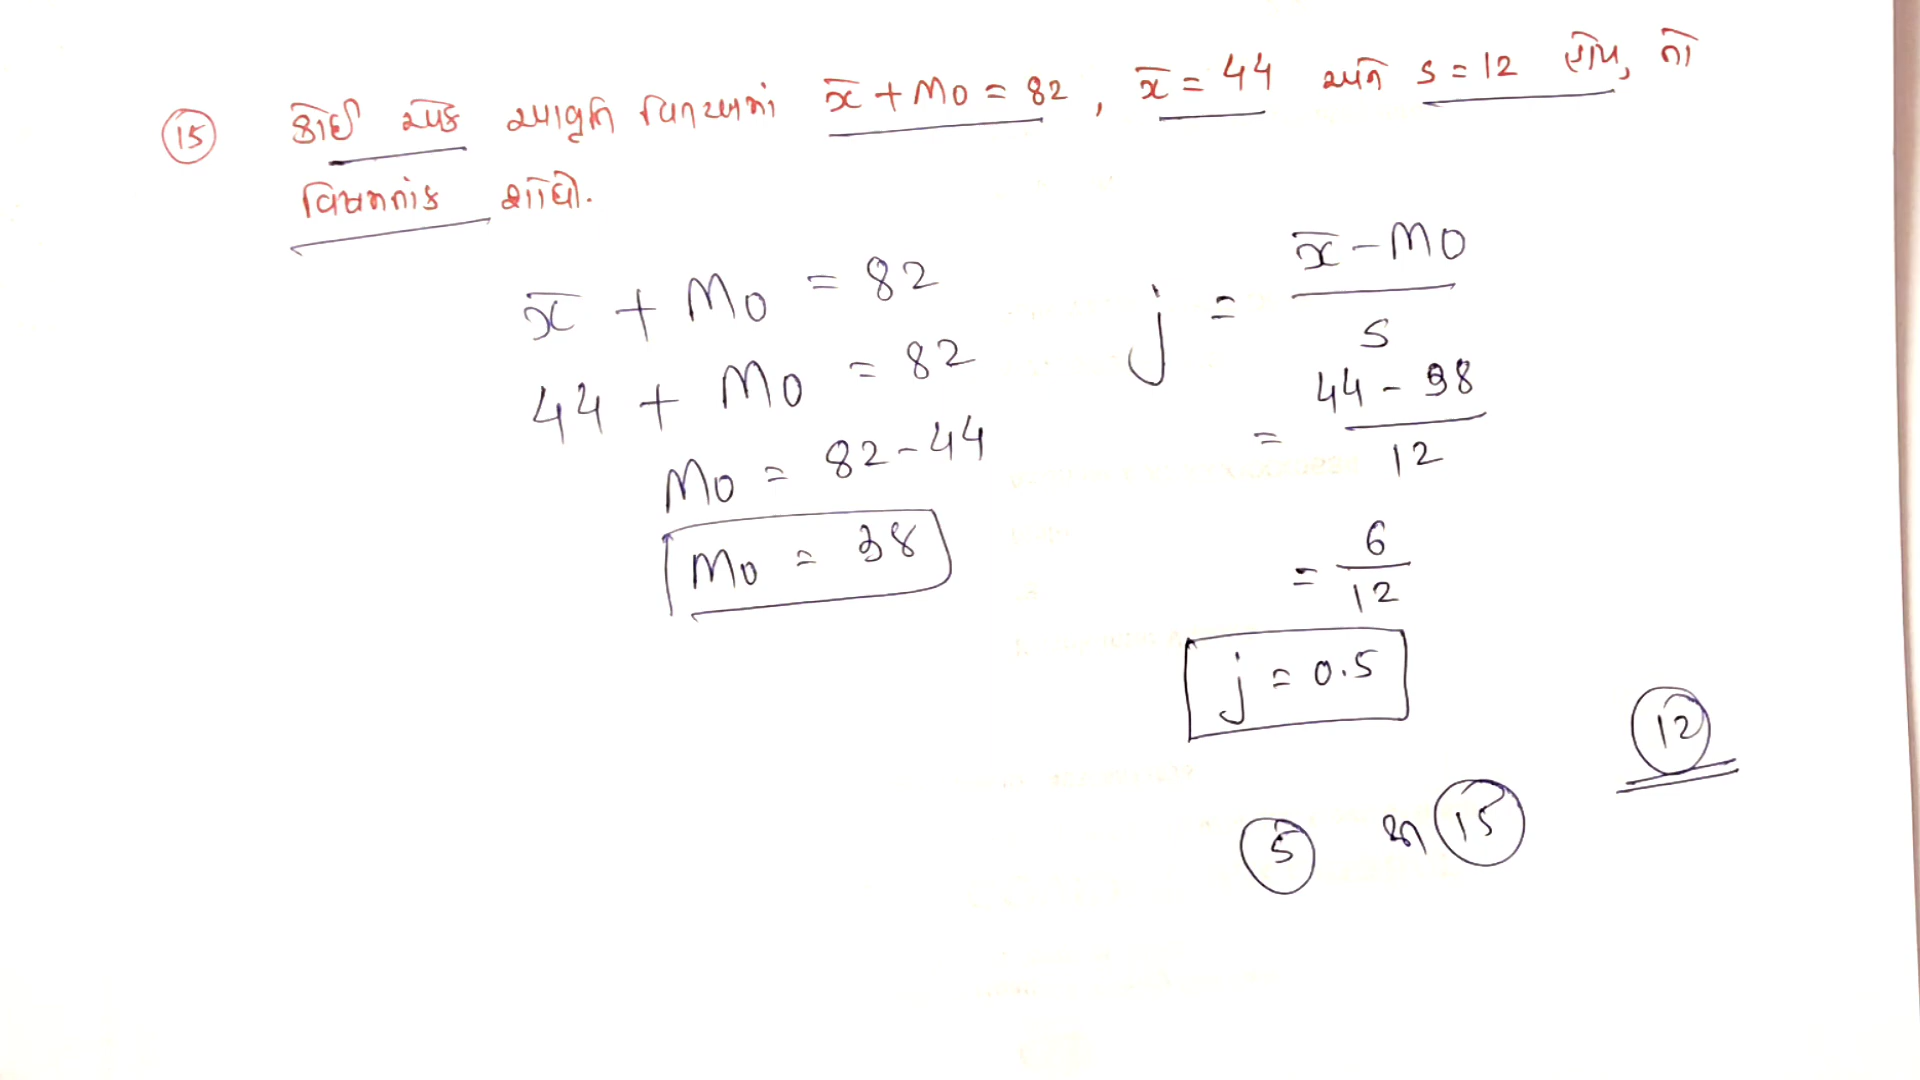 (15) કોઈ એક આવૃત્તિ વિતરણમાં x̄ + Mo = 82, x̄ = 44 અને s = 12 હોય, તો
વિષમતાંક શોધો.
x̄ + Mo = 82
44 + Mo = 82
Mo = 82 - 44
Mo = 38
j = (x̄ - Mo) / s
= (44 - 38) / 12
= 6 / 12
j = 0.5
(12)
(5) (15)